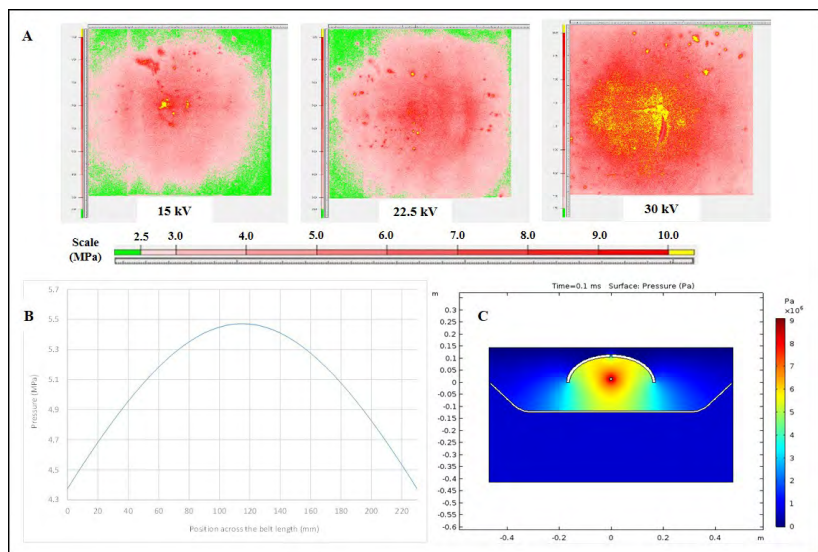 A
15 kV
22.5 kV
30 kV
Scale
(MPa)
2.5 3.0 4.0 5.0 6.0 7.0 8.0 9.0 10.0
B
5.7
5.5
5.3
5.1
4.9
4.7
4.5
4.3
Pressure (MPa)
0 20 40 60 80 100 120 140 160 180 200 220
Position across the belt length (mm)
Time=0.1 ms Surface: Pressure (Pa)
C
m
0.35
0.3
0.25
0.2
0.15
0.1
0.05
0
-0.05
-0.1
-0.15
-0.2
-0.25
-0.3
-0.35
-0.4
-0.45
-0.5
-0.55
-0.6
-0.4 -0.2 0 0.2 0.4 m
Pa
×10⁶
9
8
7
6
5
4
3
2
1
0